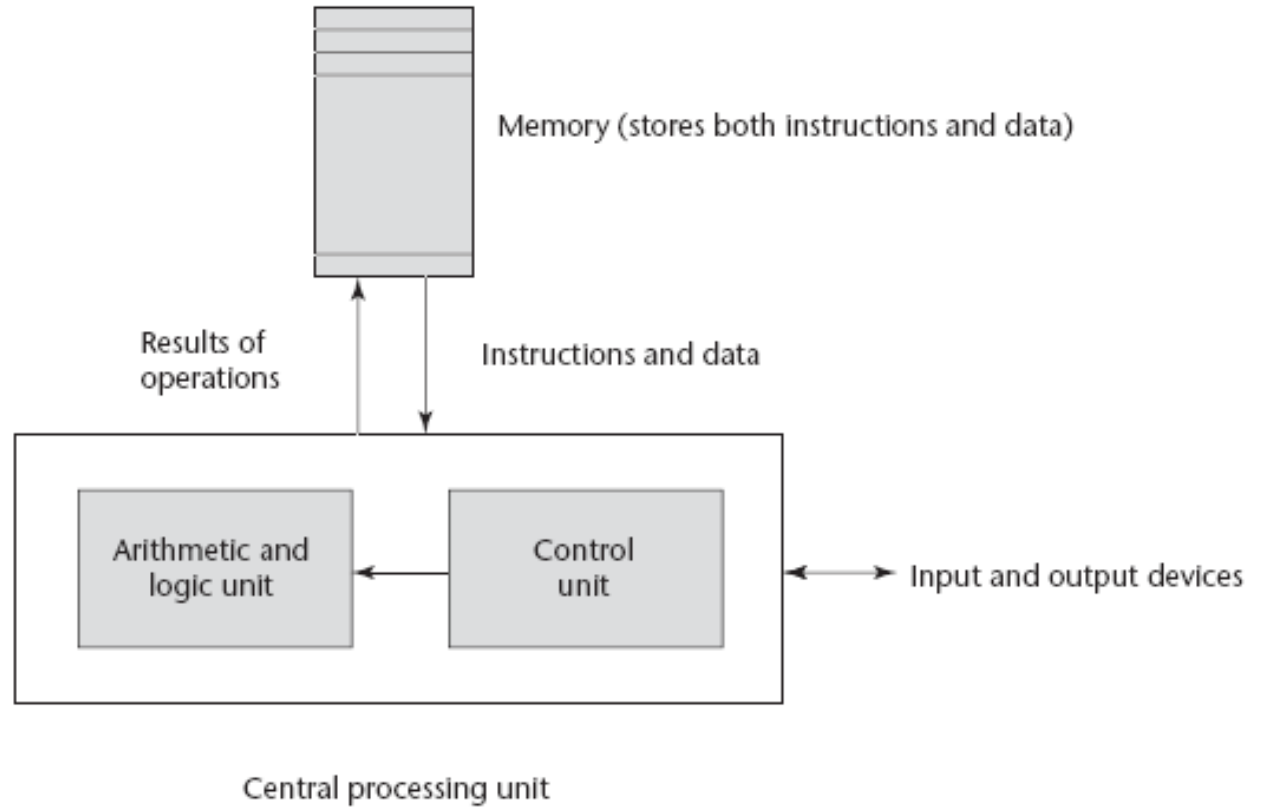 Memory (stores both instructions and data)
Results of
operations
Instructions and data
Arithmetic and
logic unit
Control
unit
Input and output devices
Central processing unit